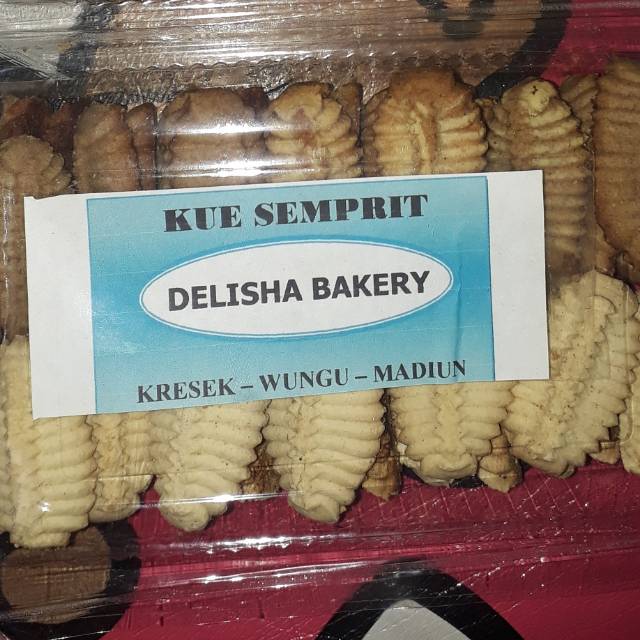 KUE SEMPRIT
DELISHA BAKERY
KRESEK – WUNGU – MADIUN